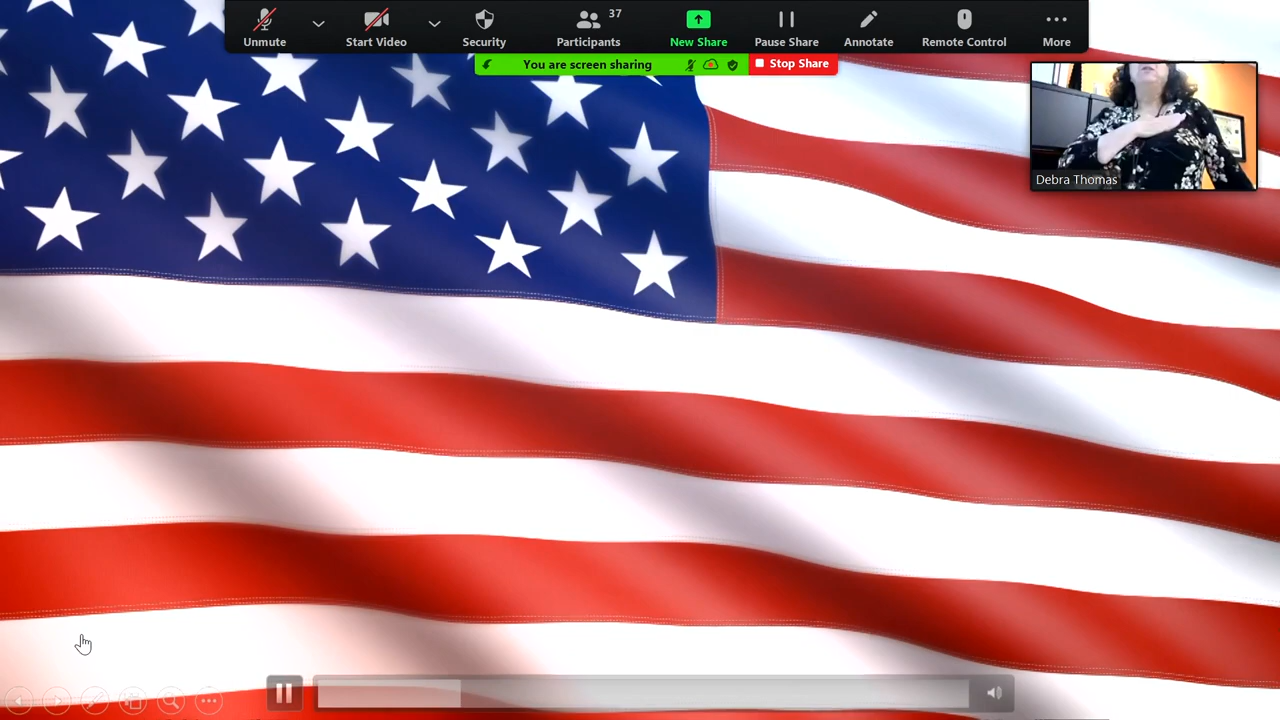 37
Unmute Start Video Security Participants New Share Pause Share Annotate Remote Control More
You are screen sharing Stop Share
Debra Thomas